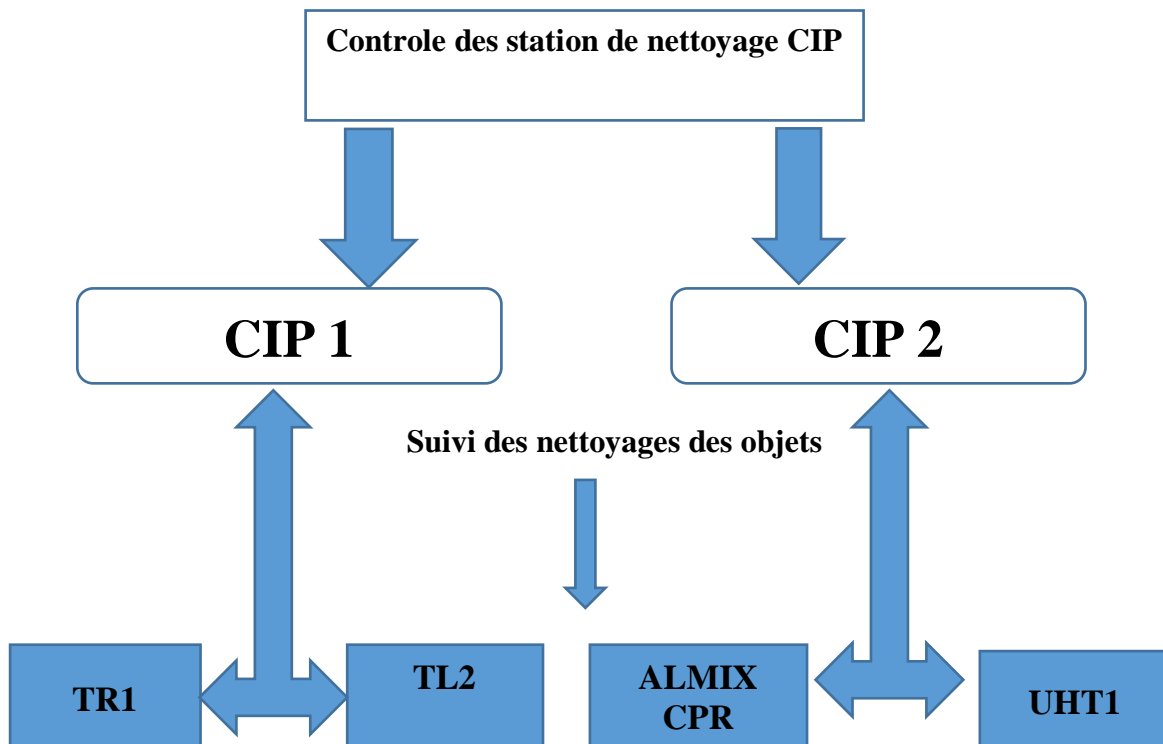 Controle des station de nettoyage CIP
CIP 1
CIP 2
Suivi des nettoyages des objets
TR1
TL2
ALMIX
CPR
UHT1